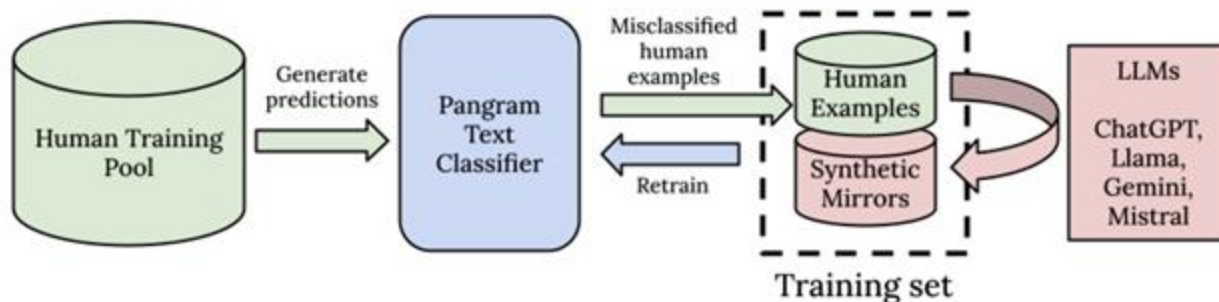 Human Training
Pool
Generate
predictions
Pangram
Text
Classifier
Misclassified
human
examples
Retrain
Human
Examples
Synthetic
Mirrors
Training set
LLMs
ChatGPT,
Llama,
Gemini,
Mistral